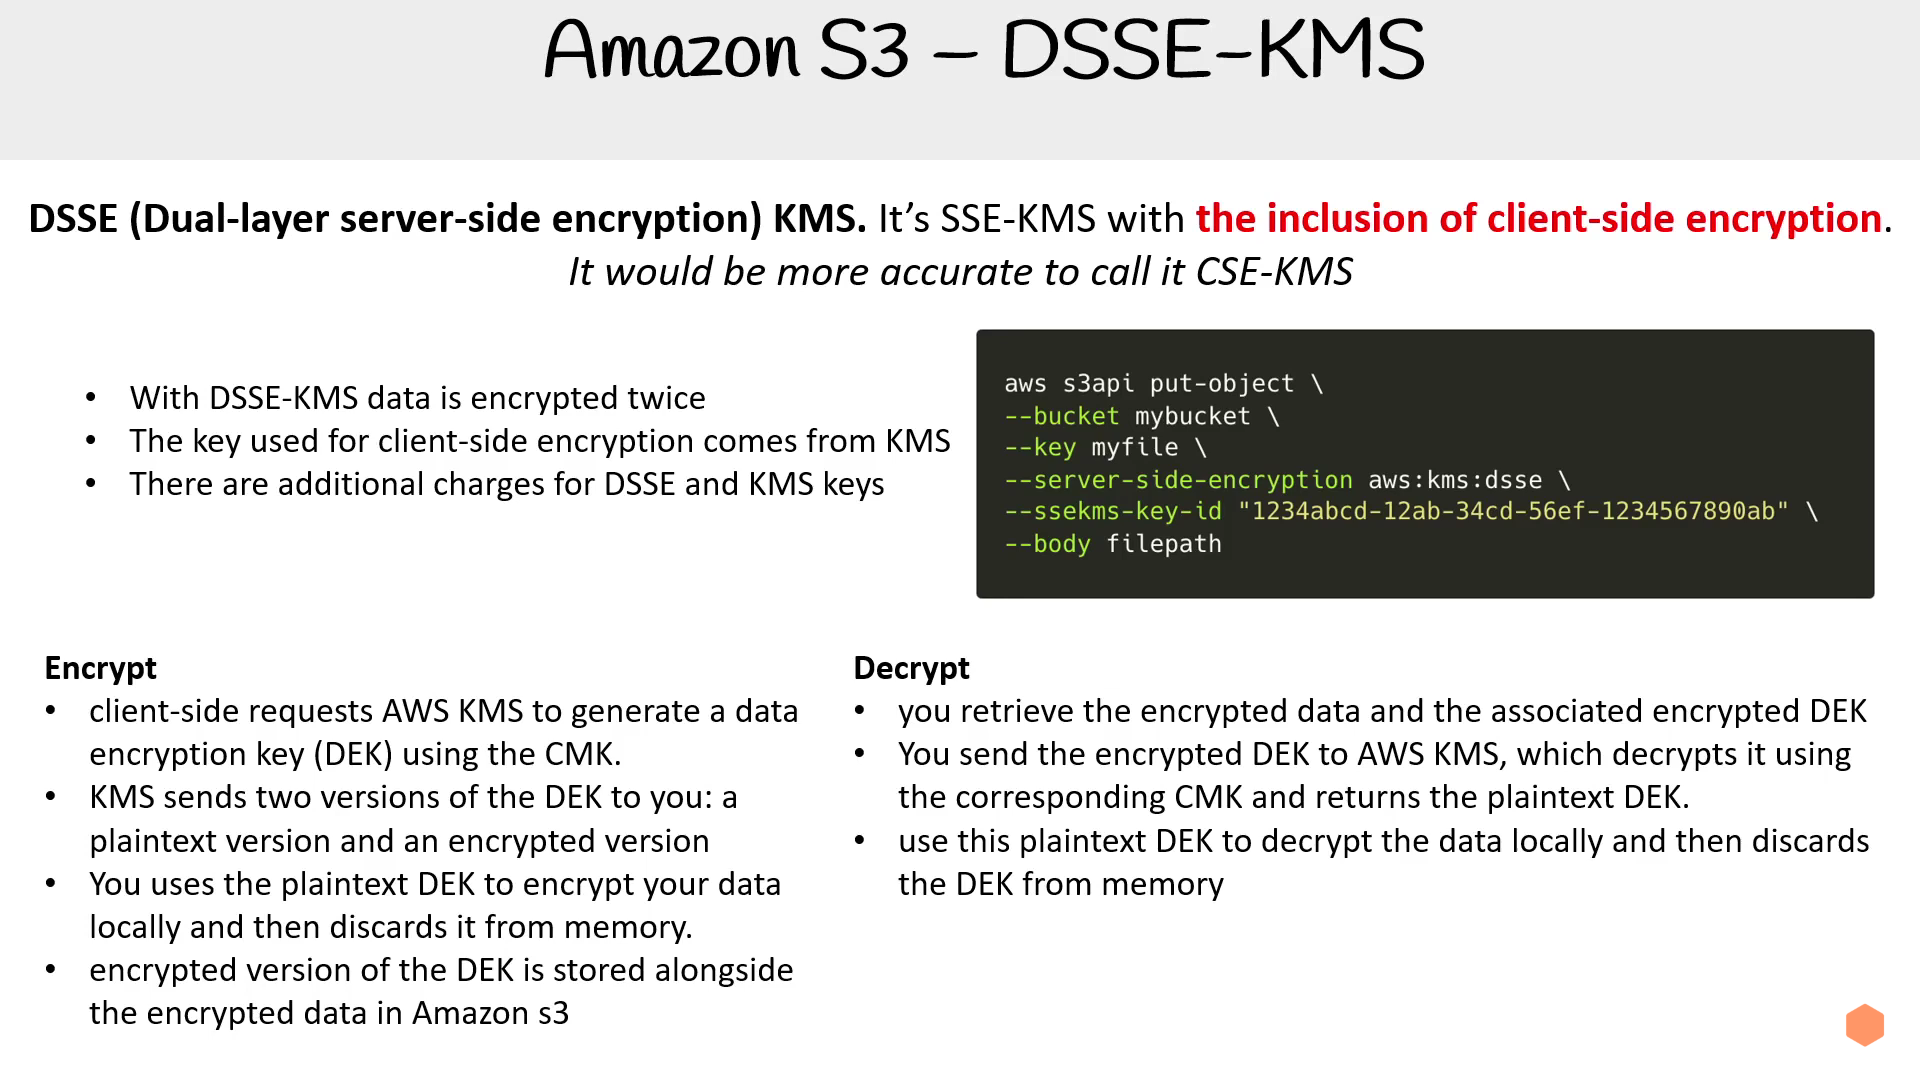 Amazon S3 – DSSE-KMS
DSSE (Dual-layer server-side encryption) KMS. It’s SSE-KMS with the inclusion of client-side encryption.
It would be more accurate to call it CSE-KMS
• With DSSE-KMS data is encrypted twice
• The key used for client-side encryption comes from KMS
• There are additional charges for DSSE and KMS keys
aws s3api put-object \
--bucket mybucket \
--key myfile \
--server-side-encryption aws:kms:dsse \
--ssekms-key-id "1234abcd-12ab-34cd-56ef-1234567890ab" \
--body filepath
Encrypt
• client-side requests AWS KMS to generate a data
encryption key (DEK) using the CMK.
• KMS sends two versions of the DEK to you: a
plaintext version and an encrypted version
• You uses the plaintext DEK to encrypt your data
locally and then discards it from memory.
• encrypted version of the DEK is stored alongside
the encrypted data in Amazon s3
Decrypt
• you retrieve the encrypted data and the associated encrypted DEK
• You send the encrypted DEK to AWS KMS, which decrypts it using
the corresponding CMK and returns the plaintext DEK.
• use this plaintext DEK to decrypt the data locally and then discards
the DEK from memory